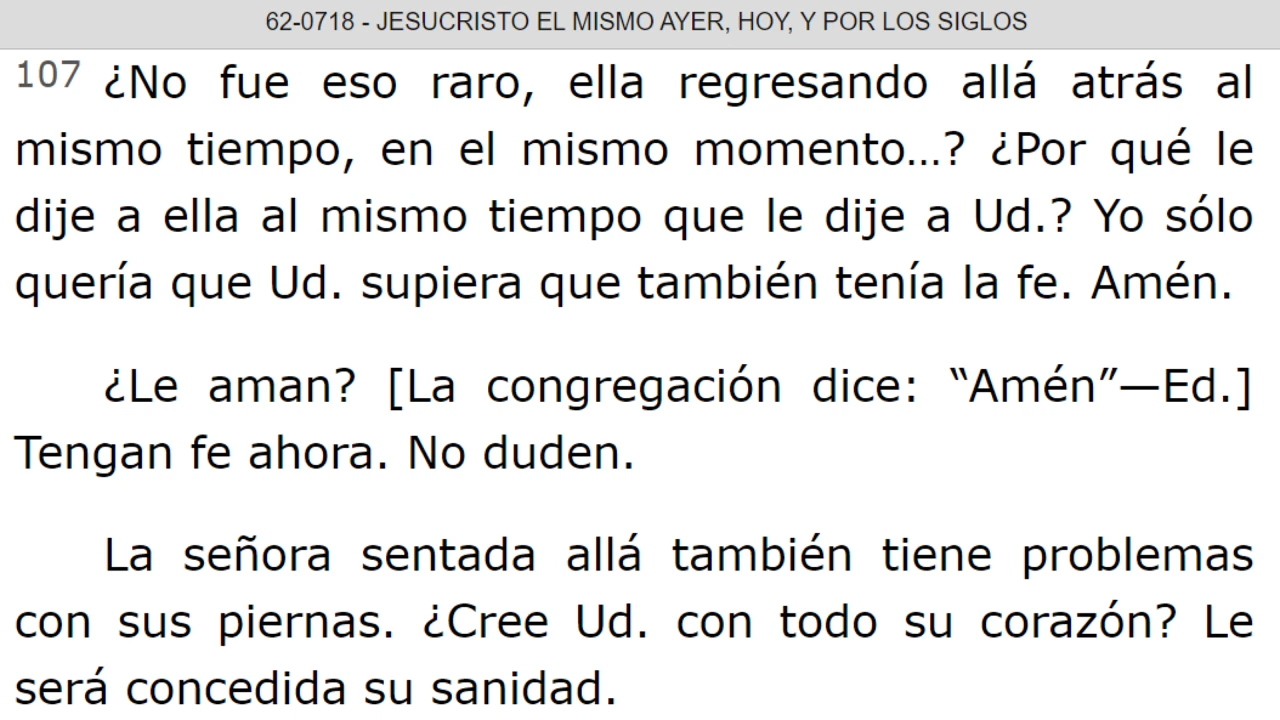 62-0718 - JESUCRISTO EL MISMO AYER, HOY, Y POR LOS SIGLOS
107 ¿No fue eso raro, ella regresando allá atrás al
mismo tiempo, en el mismo momento...? ¿Por qué le
dije a ella al mismo tiempo que le dije a Ud.? Yo sólo
quería que Ud. supiera que también tenía la fe. Amén.
¿Le aman? [La congregación dice: “Amén”—Ed.]
Tengan fe ahora. No duden.
La señora sentada allá también tiene problemas
con sus piernas. ¿Cree Ud. con todo su corazón? Le
será concedida su sanidad.